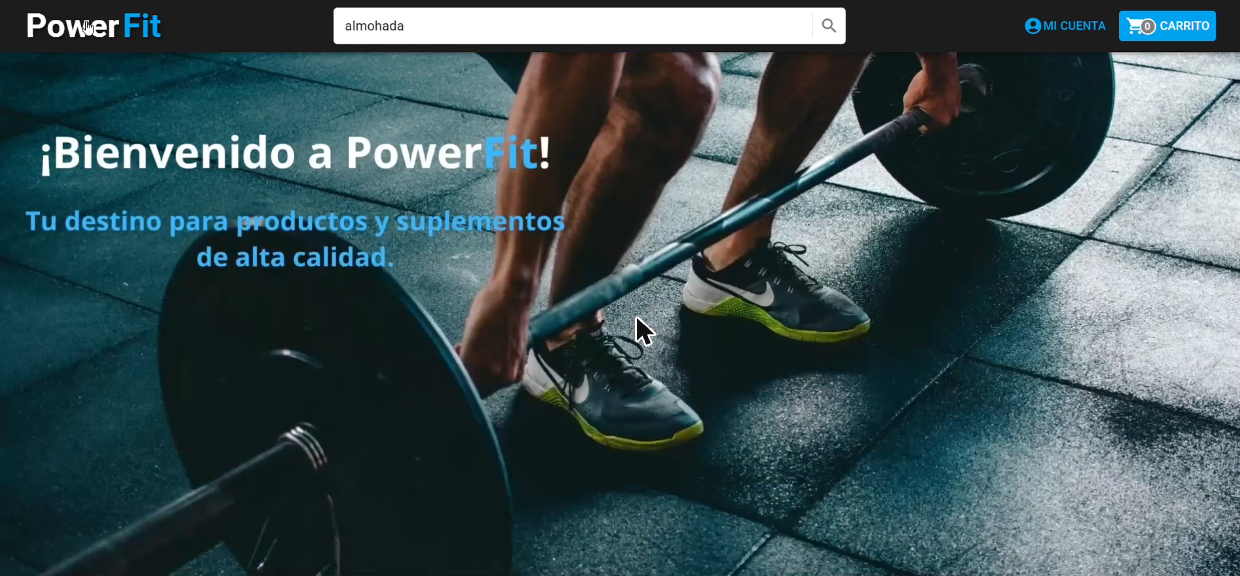 PowerFit
almohada
MI CUENTA
0 CARRITO
¡Bienvenido a PowerFit!
Tu destino para productos y suplementos
de alta calidad.